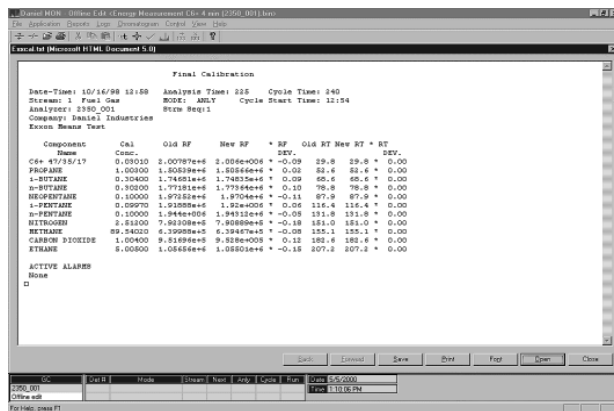 Daniel MON - Offline Edit <Energy Measurement C6+ 4 min (2350_001).bin>
File Application Reports Logs Chromatogram Control View Help
Exxcal.txt (Microsoft HTML Document 5.0)
Final Calibration
Date-Time: 10/16/98 12:58 Analysis Time: 225 Cycle Time: 240
Stream: 1 Fuel Gas MODE: ANLY Cycle Start Time: 12:54
Analyzer: 2350_001 Strm Seq:1
Company: Daniel Industries
Exxon Beans Test
Component Cal Old RF New RF * RF Old RT New RT * RT
Name Conc. DEV. DEV.
C6+ 47/35/17 0.03010 2.00787e+6 2.006e+006 * -0.09 29.8 29.8 * 0.00
PROPANE 1.00300 1.50539e+6 1.50566e+6 * 0.02 52.6 52.6 * 0.00
i-BUTANE 0.30400 1.74681e+6 1.74835e+6 * 0.09 68.6 68.6 * 0.00
n-BUTANE 0.30200 1.77181e+6 1.77364e+6 * 0.10 78.8 78.8 * 0.00
NEOPENTANE 0.10000 1.97252e+6 1.9704e+6 * -0.11 87.9 87.9 * 0.00
i-PENTANE 0.09970 1.91888e+6 1.92e+006 * 0.06 116.4 116.4 * 0.00
n-PENTANE 0.10000 1.944e+006 1.94312e+6 * -0.05 131.8 131.8 * 0.00
NITROGEN 2.51200 7.92308e+5 7.90889e+5 * -0.18 151.0 151.0 * 0.00
METHANE 89.54020 6.39988e+5 6.39467e+5 * -0.08 155.1 155.1 * 0.00
CARBON DIOXIDE 1.00400 9.51696e+5 9.528e+005 * 0.12 182.6 182.6 * 0.00
ETHANE 5.00500 1.05656e+6 1.05501e+6 * -0.15 207.2 207.2 * 0.00
ACTIVE ALARMS
None
Back Forward Save Print Font Open Close
GC Det # Mode Stream Next Anly Cycle Run Date 5/5/2000
2350_001 Time 1:10:06 PM
Offline edit
For Help, press F1